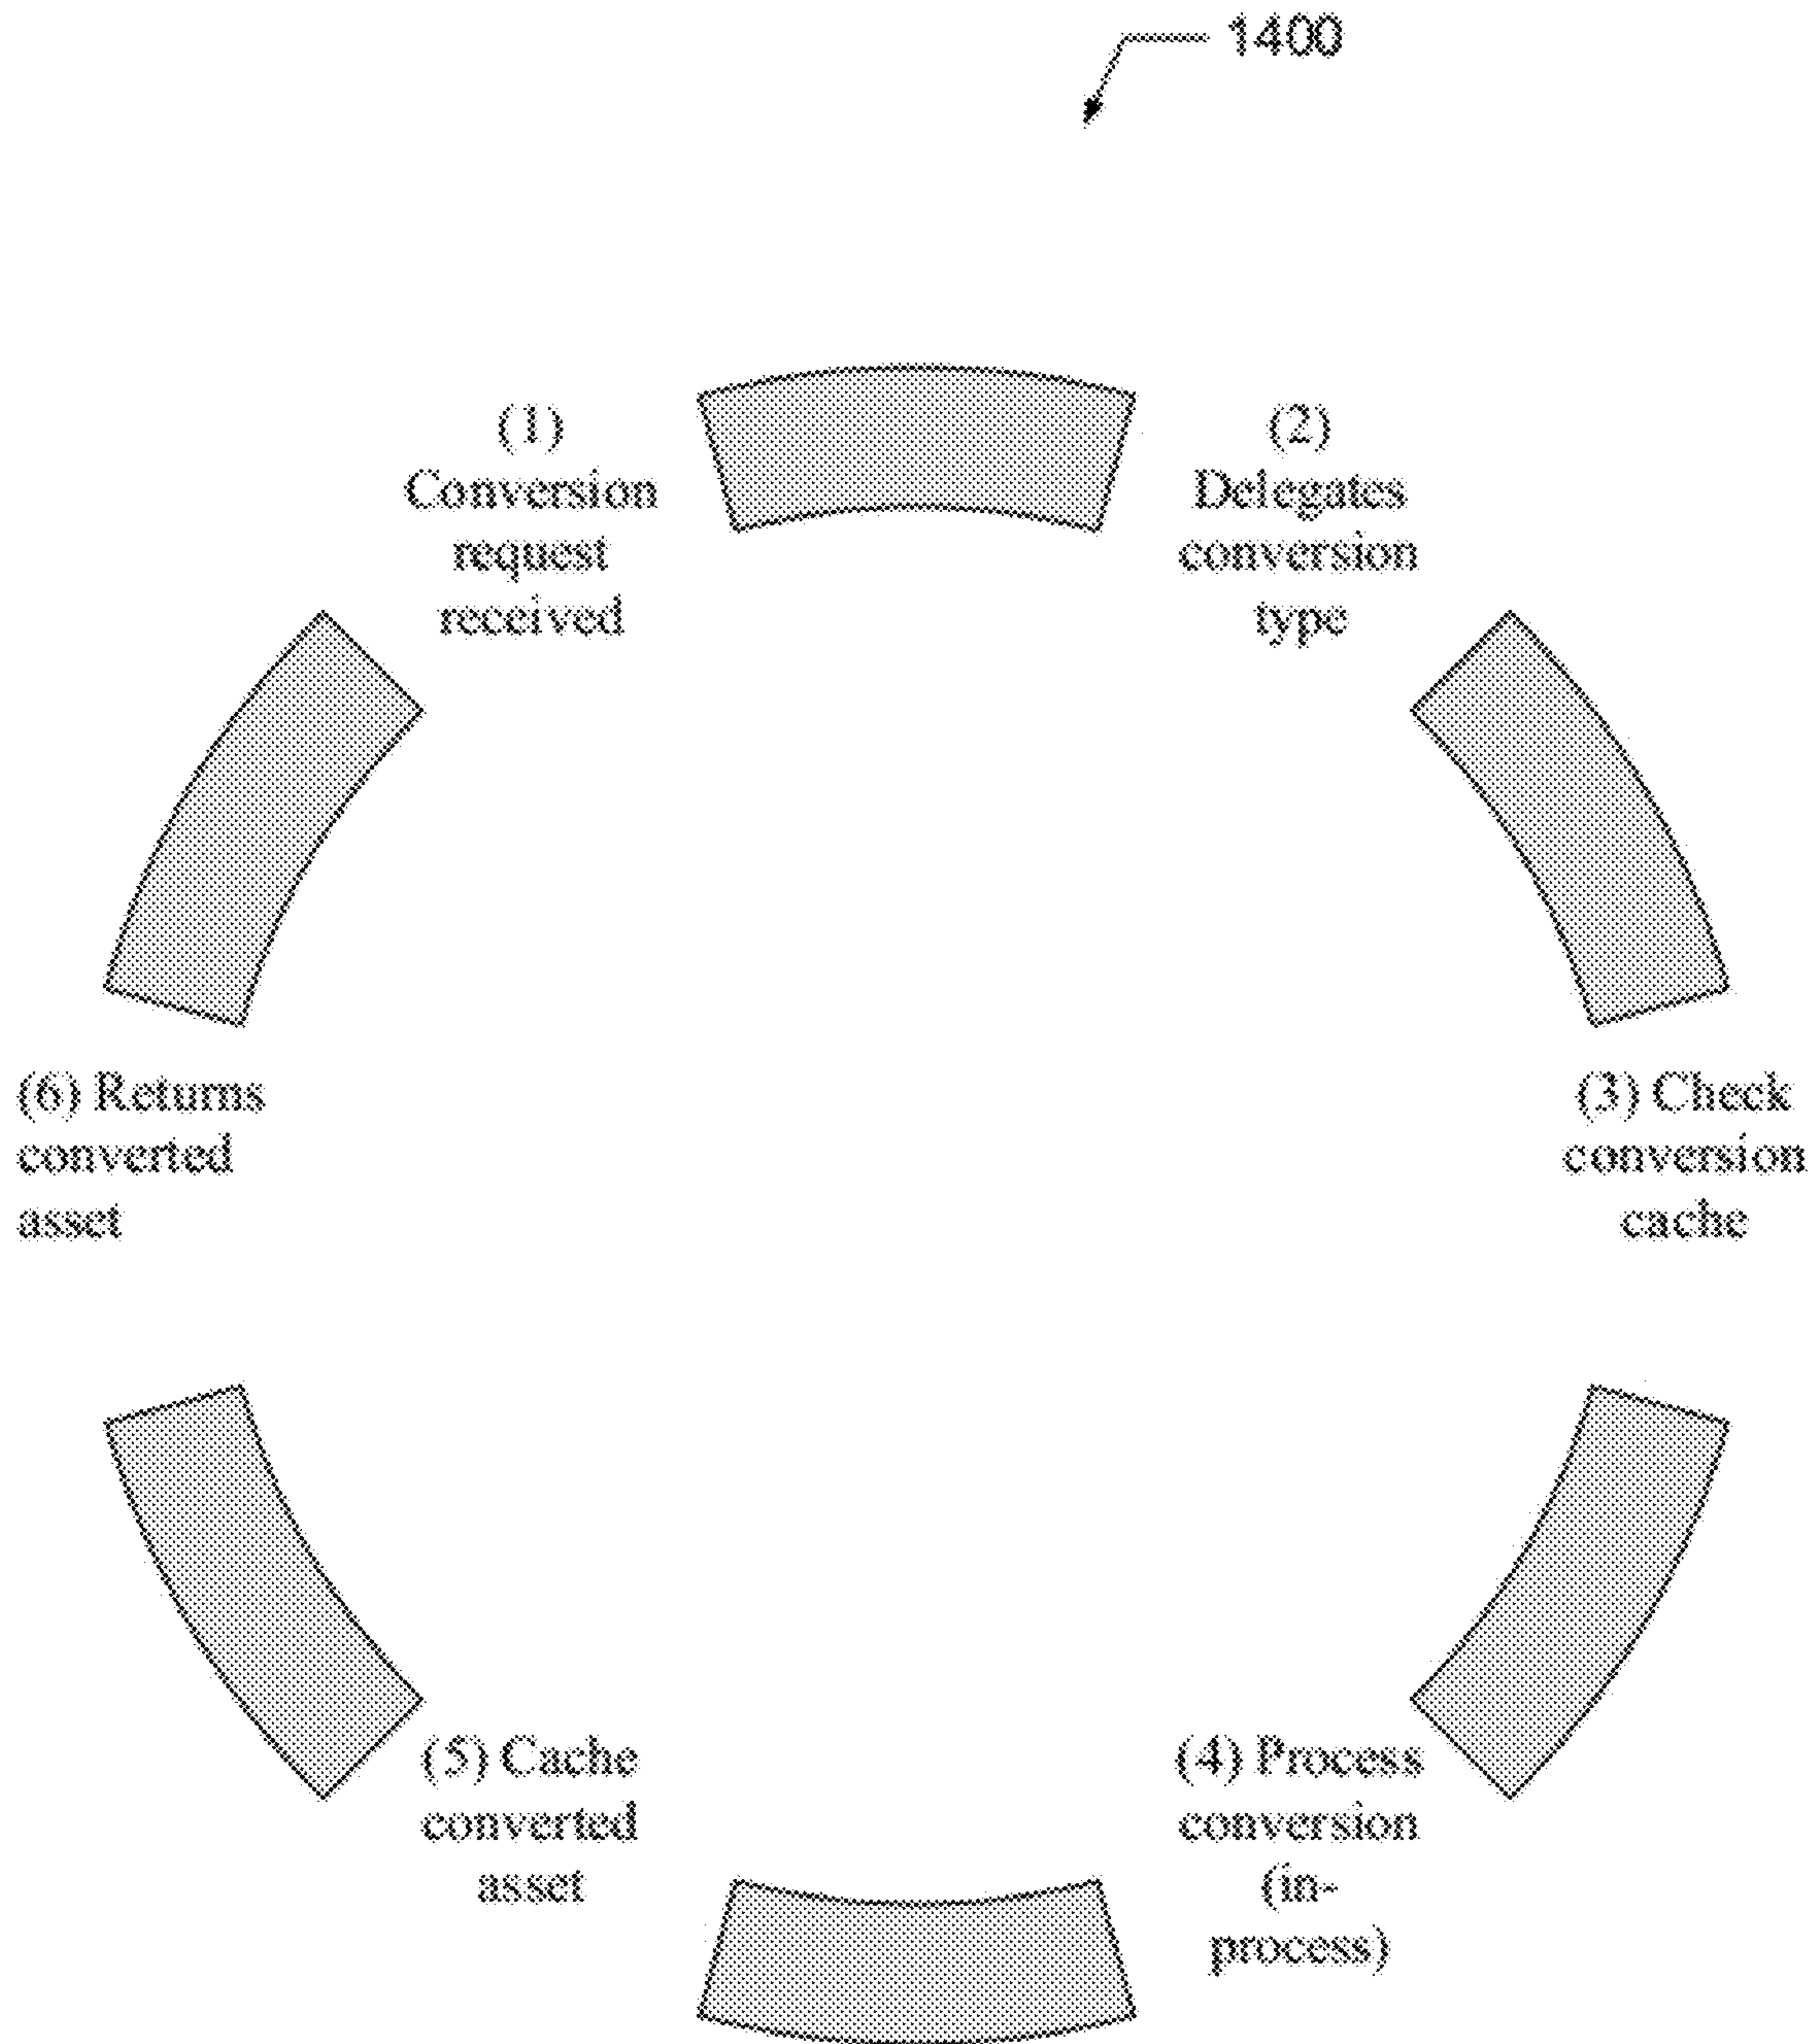 1400
(1)
Conversion
request
received
(2)
Delegates
conversion
type
(3) Check
conversion
cache
(4) Process
conversion
(in-
process)
(5) Cache
converted
asset
(6) Returns
converted
asset